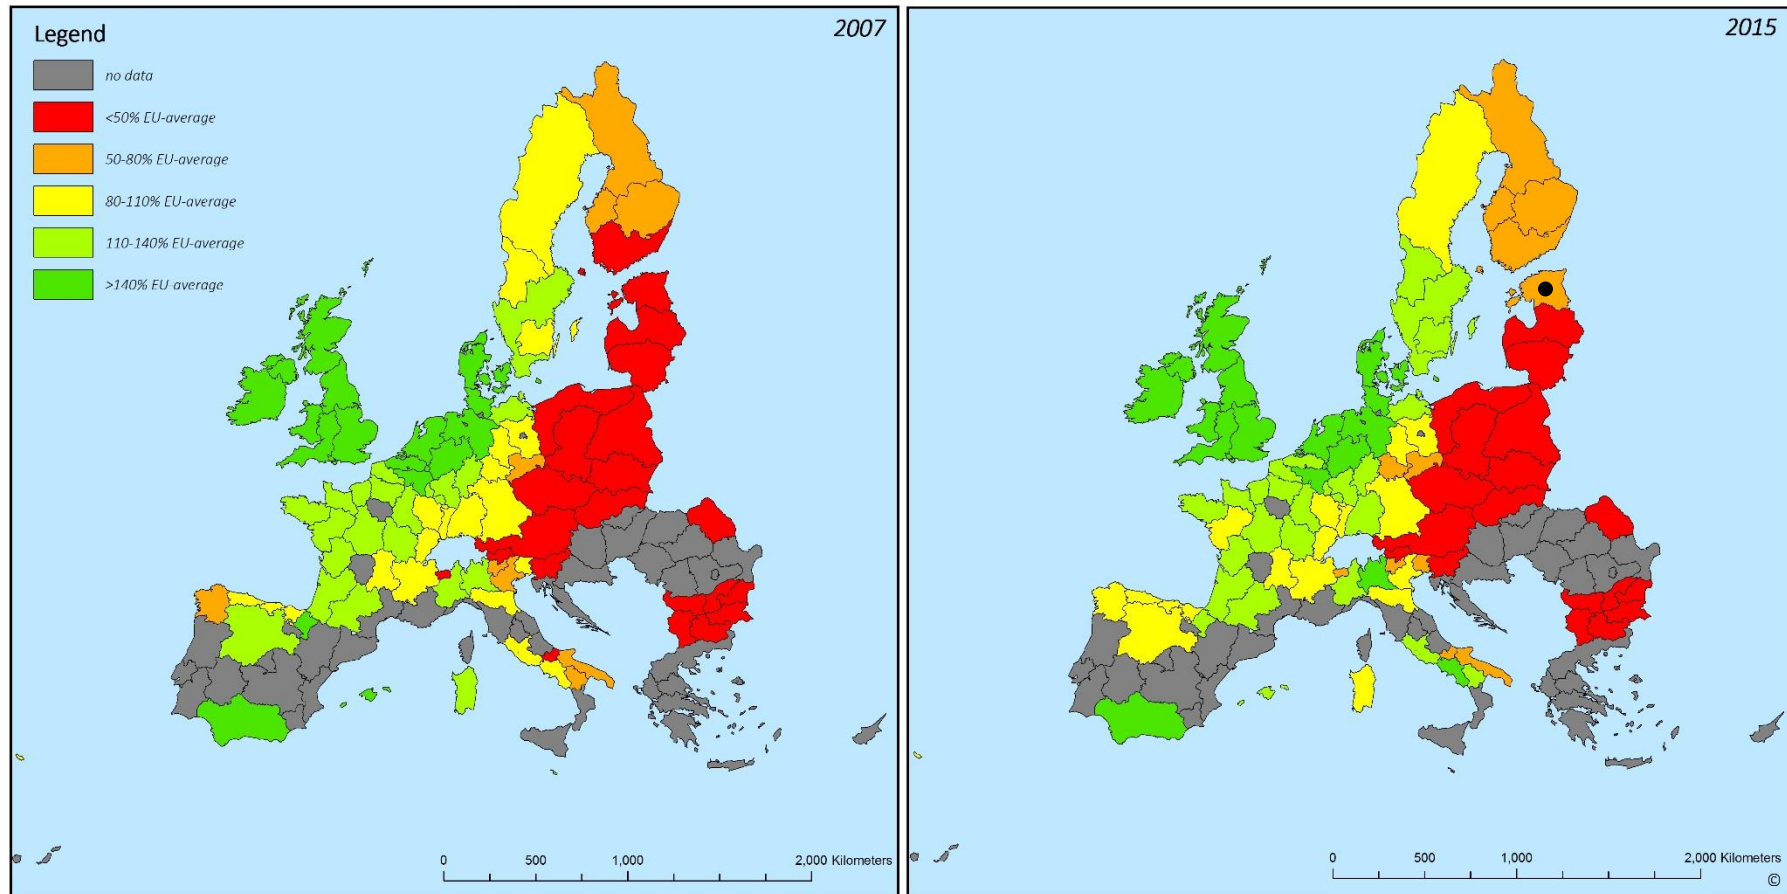 2007
Legend
no data
<50% EU-average
50-80% EU-average
80-110% EU-average
110-140% EU-average
>140% EU-average
0 500 1,000 2,000 Kilometers
2015
0 500 1,000 2,000 Kilometers
©